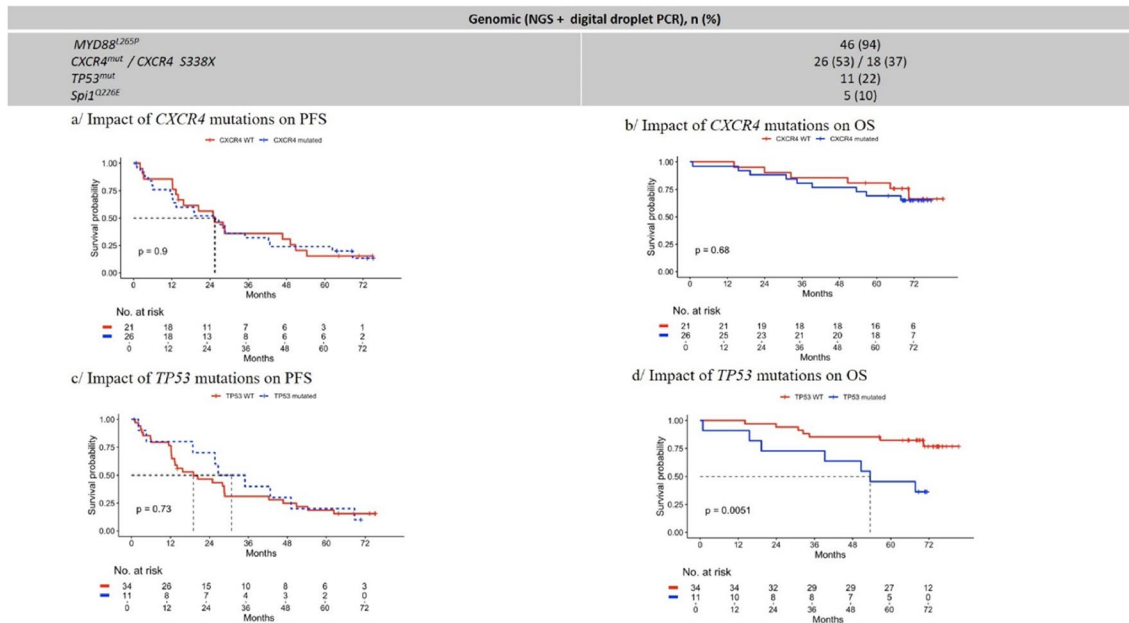 Genomic (NGS + digital droplet PCR), n (%)
MYD88^L265P 46 (94)
CXCR4^mut / CXCR4 S338X 26 (53) / 18 (37)
TP53^mut 11 (22)
Spi1^Q226E 5 (10)
a/ Impact of CXCR4 mutations on PFS
CXCR4 WT CXCR4 mutated
Survival probability
1.00
0.75
0.50
0.25
0.00
p = 0.9
0 12 24 36 48 60 72
Months
No. at risk
21 18 11 7 6 3 1
26 18 13 8 6 6 2
0 12 24 36 48 60 72
Months
b/ Impact of CXCR4 mutations on OS
CXCR4 WT CXCR4 mutated
Survival probability
1.00
0.75
0.50
0.25
0.00
p = 0.68
0 12 24 36 48 60 72
Months
No. at risk
21 21 19 18 18 16 6
26 25 23 21 20 18 7
0 12 24 36 48 60 72
Months
c/ Impact of TP53 mutations on PFS
TP53 WT TP53 mutated
Survival probability
1.00
0.75
0.50
0.25
0.00
p = 0.73
0 12 24 36 48 60 72
Months
No. at risk
34 26 15 10 8 6 3
11 8 7 4 3 2 0
0 12 24 36 48 60 72
Months
d/ Impact of TP53 mutations on OS
TP53 WT TP53 mutated
Survival probability
1.00
0.75
0.50
0.25
0.00
p = 0.0051
0 12 24 36 48 60 72
Months
No. at risk
34 34 32 29 29 27 12
11 10 8 8 7 5 0
0 12 24 36 48 60 72
Months